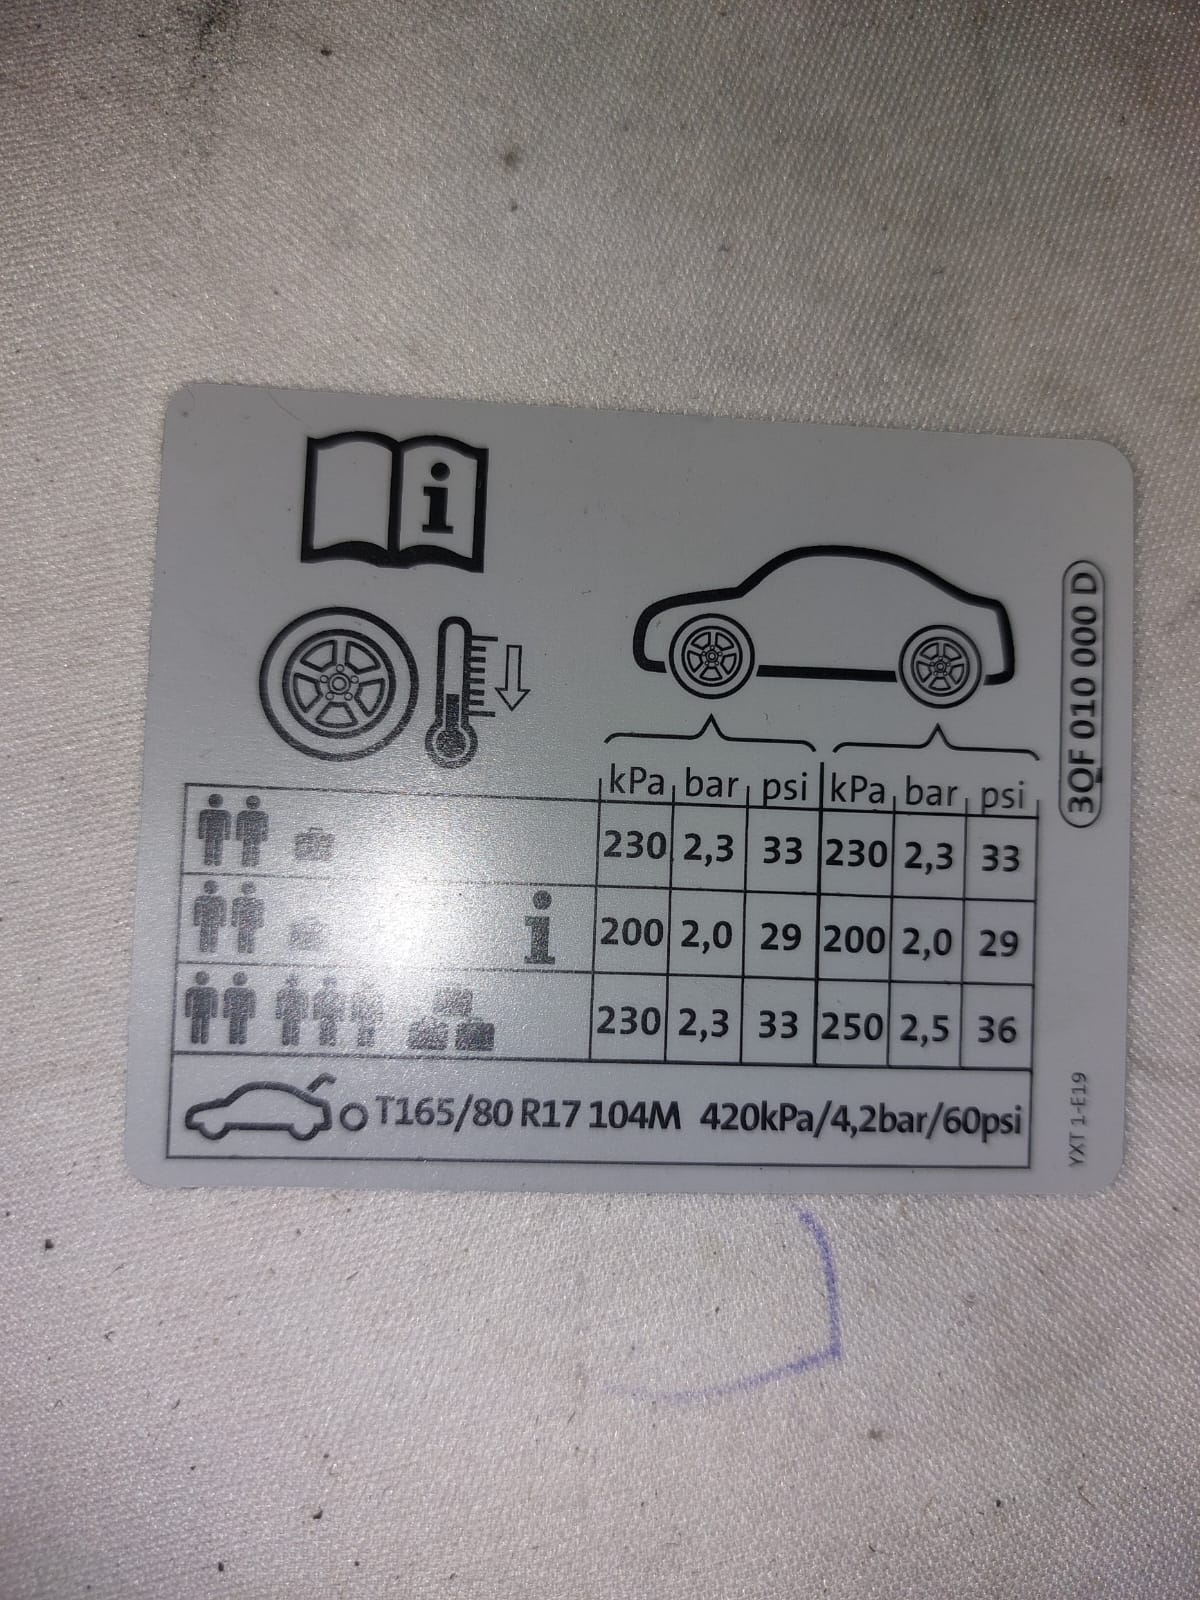 i
kPa bar psi kPa bar psi
230 2,3 33 230 2,3 33
i 200 2,0 29 200 2,0 29
230 2,3 33 250 2,5 36
T165/80 R17 104M 420kPa/4,2bar/60psi
3QF 010 000 D
YXT 1-E19